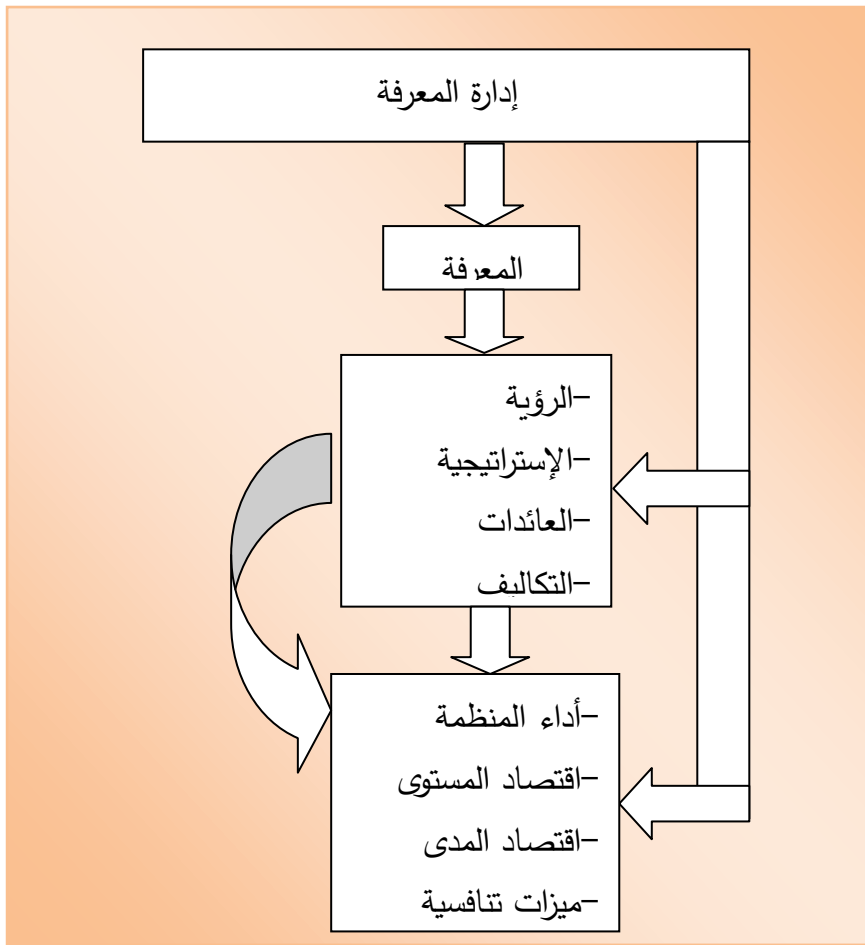 إدارة المعرفة
المعرفة
-الرؤية
-الإستراتيجية
-العائدات
-التكاليف
-أداء المنظمة
-اقتصاد المستوى
-اقتصاد المدى
-ميزات تنافسية